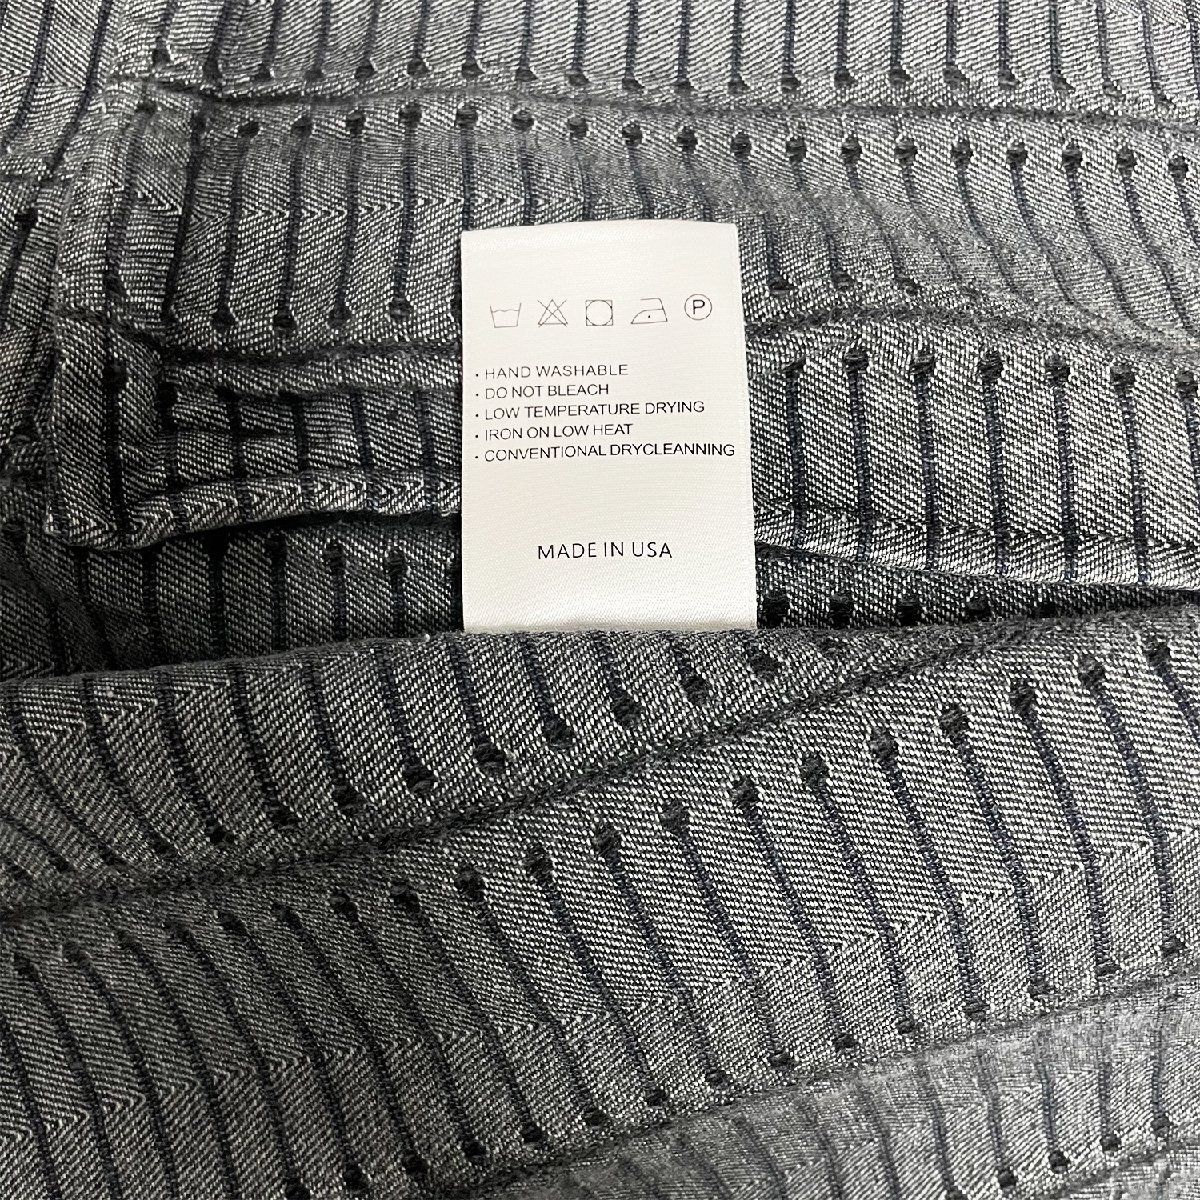 P
· HAND WASHABLE
· DO NOT BLEACH
· LOW TEMPERATURE DRYING
· IRON ON LOW HEAT
· CONVENTIONAL DRYCLEANNING
MADE IN USA